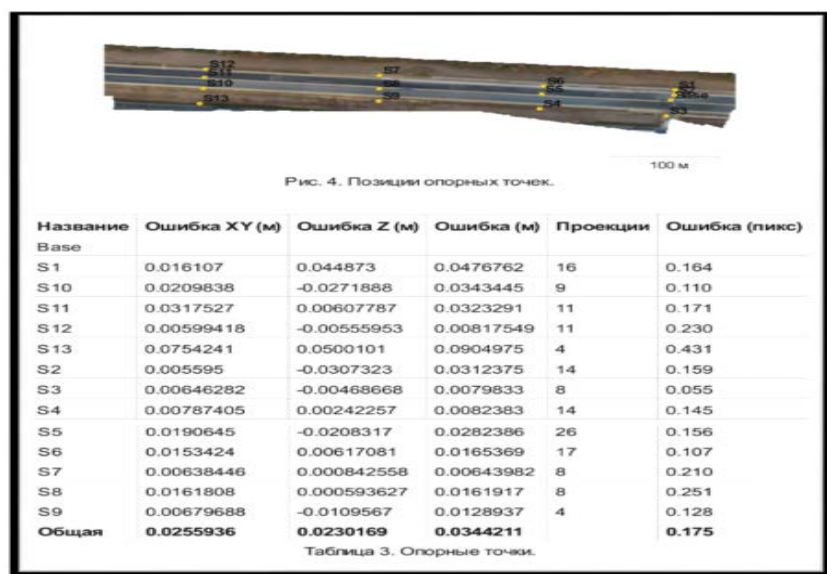 S12
S11
S10
S13
S7
S8
S9
S6
S5
S4
S1
S3
100 м
Рис. 4. Позиции опорных точек.
Название Ошибка XY (м) Ошибка Z (м) Ошибка (м) Проекции Ошибка (пикс)
Base
S1 0.016107 0.044873 0.0476762 16 0.164
S10 0.0209838 -0.0271888 0.0343445 9 0.110
S11 0.0317527 0.00607787 0.0323291 11 0.171
S12 0.00599418 -0.00555953 0.00817549 11 0.230
S13 0.0754241 0.0500101 0.0904975 4 0.431
S2 0.005595 -0.0307323 0.0312375 14 0.159
S3 0.00646282 -0.00468668 0.0079833 8 0.055
S4 0.00787405 0.00242257 0.0082383 14 0.145
S5 0.0190645 -0.0208317 0.0282386 26 0.156
S6 0.0153424 0.00617081 0.0165369 17 0.107
S7 0.00638446 0.000842558 0.00643982 8 0.210
S8 0.0161808 0.000593627 0.0161917 8 0.251
S9 0.00679688 -0.0109567 0.0128937 4 0.128
Общая 0.0255936 0.0230169 0.0344211 0.175
Таблица 3. Опорные точки.